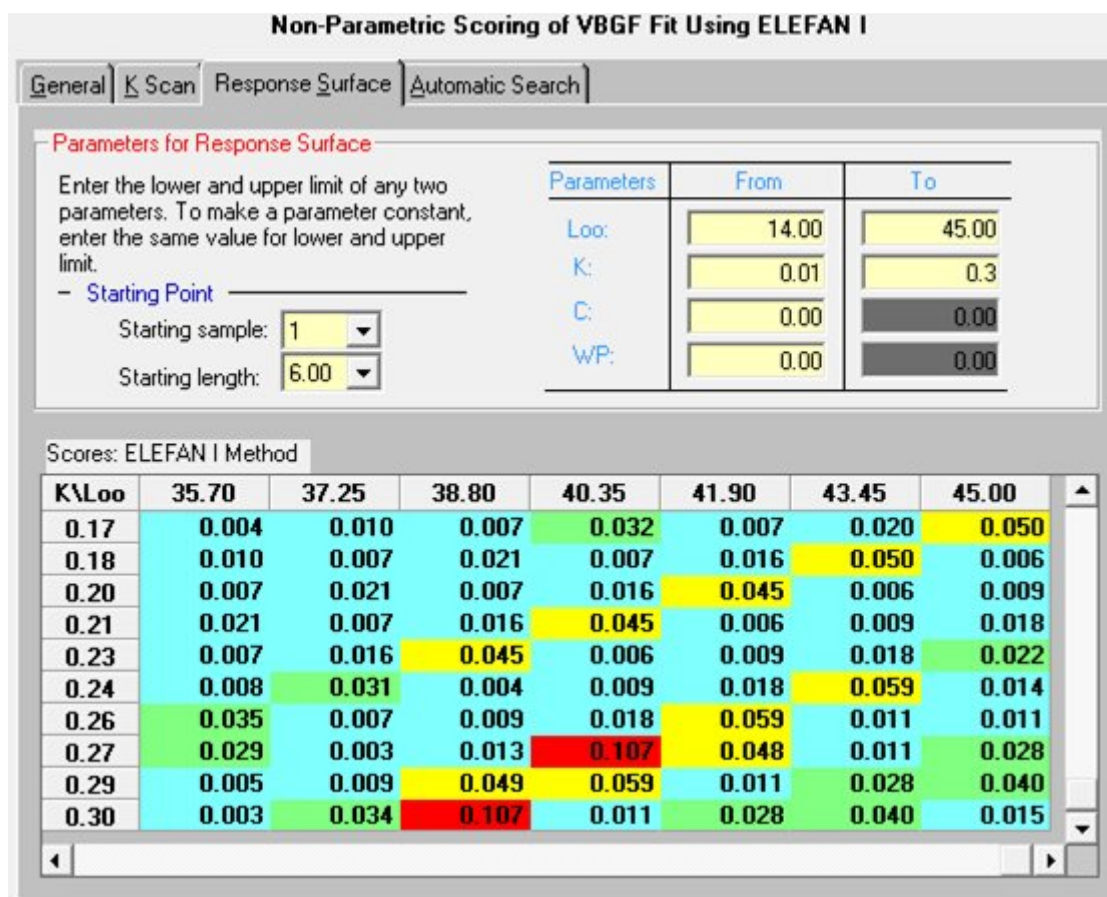 Non-Parametric Scoring of VBGF Fit Using ELEFAN I
General K Scan Response Surface Automatic Search
Parameters for Response Surface
Enter the lower and upper limit of any two
parameters. To make a parameter constant,
enter the same value for lower and upper
limit.
Starting Point
Starting sample: 1
Starting length: 6.00
Parameters From To
Loo: 14.00 45.00
K: 0.01 0.3
C: 0.00 0.00
WP: 0.00 0.00
Scores: ELEFAN I Method
K\Loo 35.70 37.25 38.80 40.35 41.90 43.45 45.00
0.17 0.004 0.010 0.007 0.032 0.007 0.020 0.050
0.18 0.010 0.007 0.021 0.007 0.016 0.050 0.006
0.20 0.007 0.021 0.007 0.016 0.045 0.006 0.009
0.21 0.021 0.007 0.016 0.045 0.006 0.009 0.018
0.23 0.007 0.016 0.045 0.006 0.009 0.018 0.022
0.24 0.008 0.031 0.004 0.009 0.018 0.059 0.014
0.26 0.035 0.007 0.009 0.018 0.059 0.011 0.011
0.27 0.029 0.003 0.013 0.107 0.048 0.011 0.028
0.29 0.005 0.009 0.049 0.059 0.011 0.028 0.040
0.30 0.003 0.034 0.107 0.011 0.028 0.040 0.015